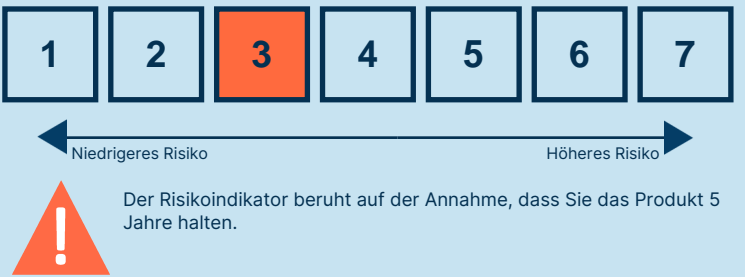 1 2 3 4 5 6 7
Niedrigeres Risiko Höheres Risiko
Der Risikoindikator beruht auf der Annahme, dass Sie das Produkt 5
Jahre halten.
!